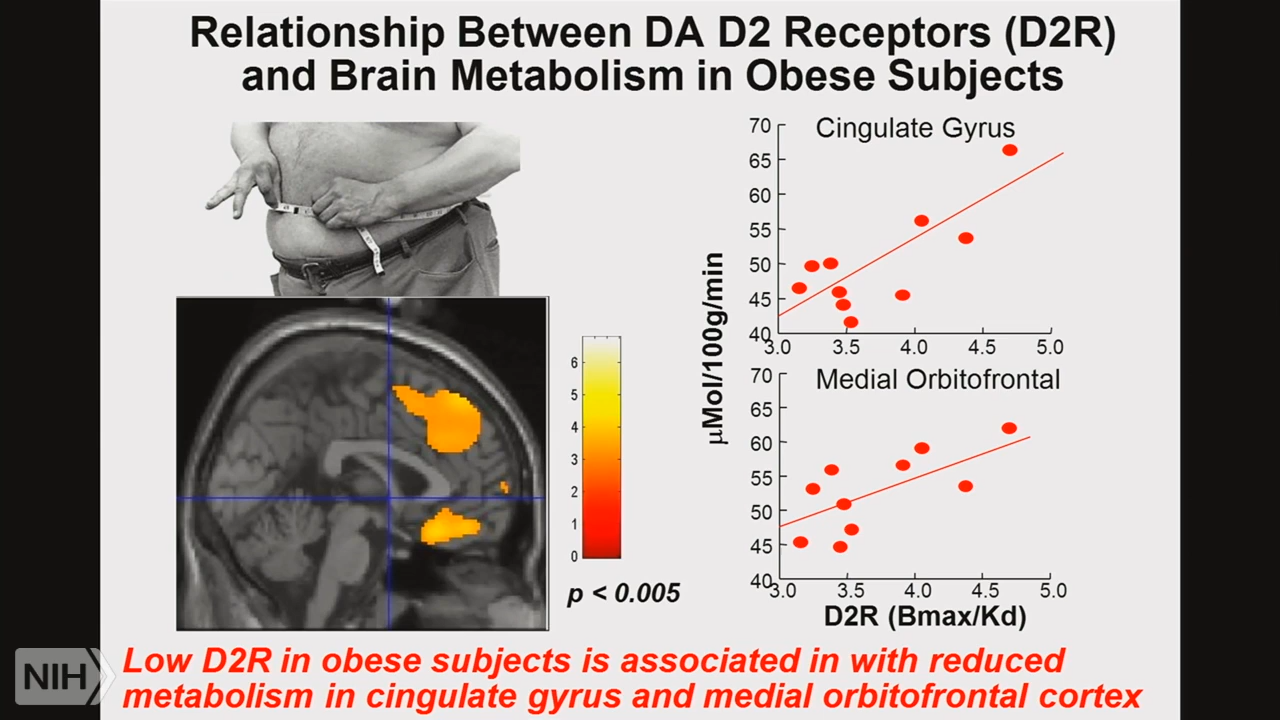 Relationship Between DA D2 Receptors (D2R)
and Brain Metabolism in Obese Subjects
Cingulate Gyrus
70
65
60
55
50
45
40
3.0 3.5 4.0 4.5 5.0
Medial Orbitofrontal
70
65
60
55
50
45
40
3.0 3.5 4.0 4.5 5.0
µMol/100g/min
D2R (Bmax/Kd)
6
5
4
3
2
1
0
p < 0.005
Low D2R in obese subjects is associated in with reduced
metabolism in cingulate gyrus and medial orbitofrontal cortex
NIH